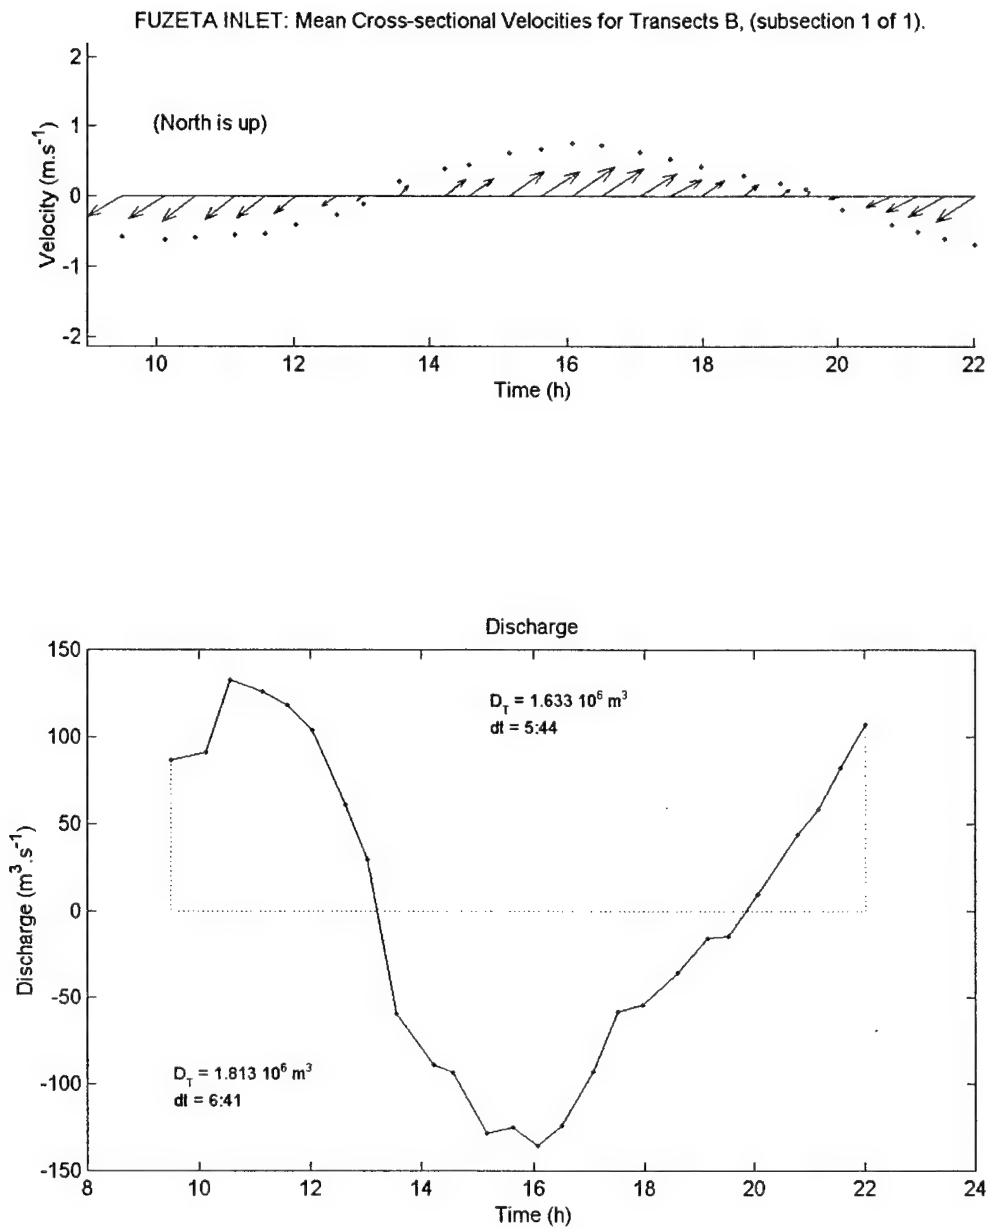 FUZETA INLET: Mean Cross-sectional Velocities for Transects B, (subsection 1 of 1).
2
1
0
-1
-2
Velocity (m.s⁻¹)
(North is up)
10 12 14 16 18 20 22
Time (h)
Discharge
150
100
50
0
-50
-100
-150
Discharge (m³.s⁻¹)
D_T = 1.633 10⁶ m³
dt = 5:44
D_T = 1.813 10⁶ m³
dt = 6:41
8 10 12 14 16 18 20 22 24
Time (h)